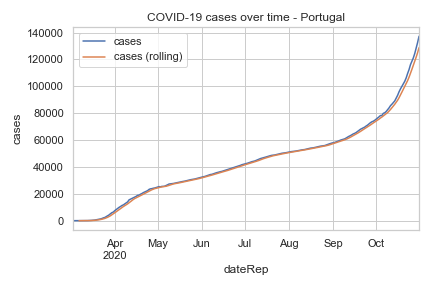 COVID-19 cases over time - Portugal
cases
cases (rolling)
140000
120000
100000
80000
60000
40000
20000
0
cases
Apr May Jun Jul Aug Sep Oct
2020
dateRep